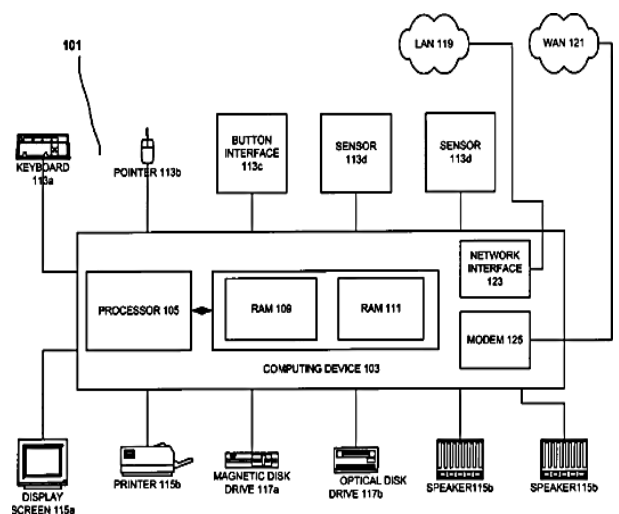 LAN 119
WAN 121
101
BUTTON
INTERFACE
113c
SENSOR
113d
SENSOR
113d
KEYBOARD
113a
POINTER 113b
NETWORK
INTERFACE
123
PROCESSOR 105
RAM 109
RAM 111
MODEM 125
COMPUTING DEVICE 103
DISPLAY
SCREEN 115a
PRINTER 115b
MAGNETIC DISK
DRIVE 117a
OPTICAL DISK
DRIVE 117b
SPEAKER115b
SPEAKER115b